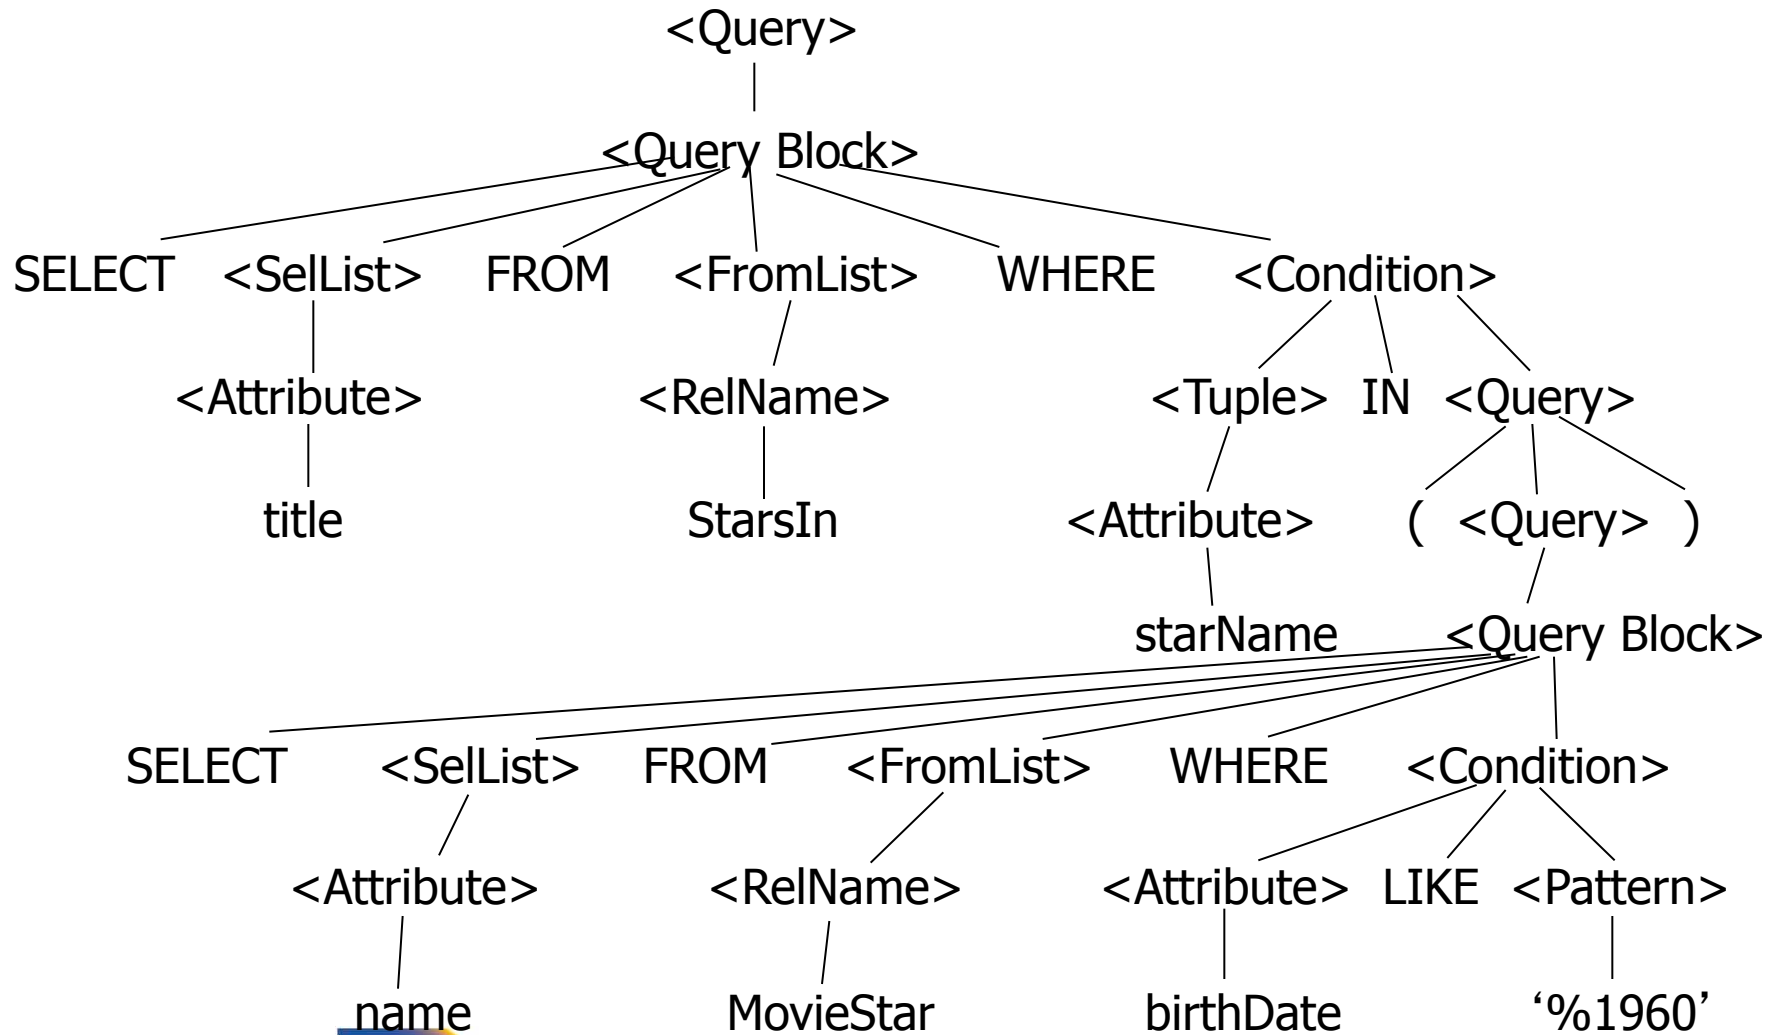 <Query>
<Query Block>
SELECT <SelList> FROM <FromList> WHERE <Condition>
<Attribute> <RelName> <Tuple> IN <Query>
title StarsIn <Attribute> ( <Query> )
starName <Query Block>
SELECT <SelList> FROM <FromList> WHERE <Condition>
<Attribute> <RelName> <Attribute> LIKE <Pattern>
name MovieStar birthDate ‘%1960’